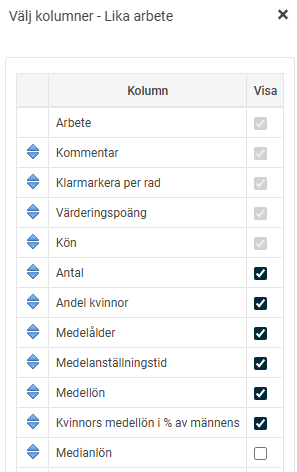 Välj kolumner - Lika arbete
Kolumn Visa
Arbete
Kommentar
Klarmarkera per rad
Värderingspoäng
Kön
Antal
Andel kvinnor
Medelålder
Medelanställningstid
Medellön
Kvinnors medellön i % av männens
Medianlön